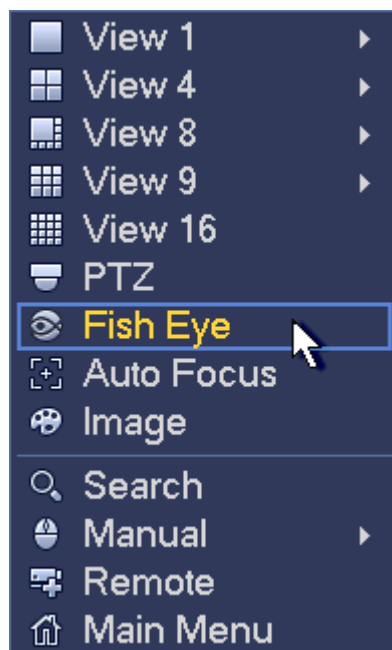 View 1
View 4
View 8
View 9
View 16
PTZ
Fish Eye
Auto Focus
Image
Search
Manual
Remote
Main Menu